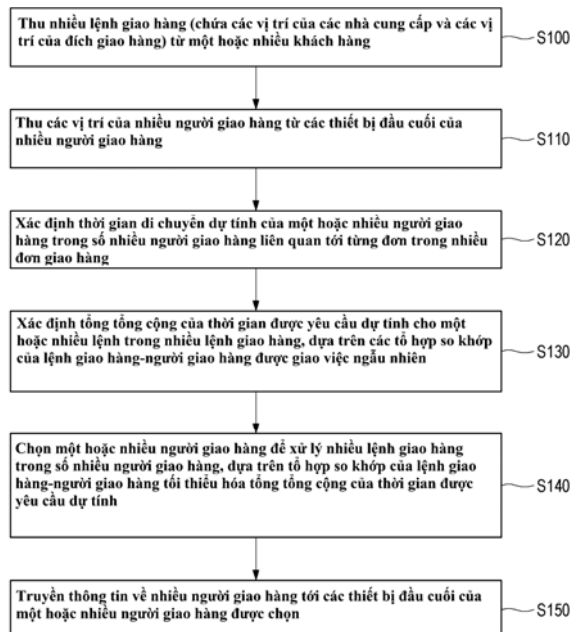 Thu nhiều lệnh giao hàng (chứa các vị trí của các nhà cung cấp và các vị
trí của đích giao hàng) từ một hoặc nhiều khách hàng
S100
Thu các vị trí của nhiều người giao hàng từ các thiết bị đầu cuối của
nhiều người giao hàng
S110
Xác định thời gian di chuyển dự tính của một hoặc nhiều người giao
hàng trong số nhiều người giao hàng liên quan tới từng đơn trong nhiều
đơn giao hàng
S120
Xác định tổng tổng cộng của thời gian được yêu cầu dự tính cho một
hoặc nhiều lệnh trong nhiều lệnh giao hàng, dựa trên các tổ hợp so khớp
của lệnh giao hàng-người giao hàng được giao việc ngẫu nhiên
S130
Chọn một hoặc nhiều người giao hàng để xử lý nhiều lệnh giao hàng
trong số nhiều người giao hàng, dựa trên tổ hợp so khớp của lệnh giao
hàng-người giao hàng tối thiểu hóa tổng tổng cộng của thời gian được
yêu cầu dự tính
S140
Truyền thông tin về nhiều người giao hàng tới các thiết bị đầu cuối của
một hoặc nhiều người giao hàng được chọn
S150